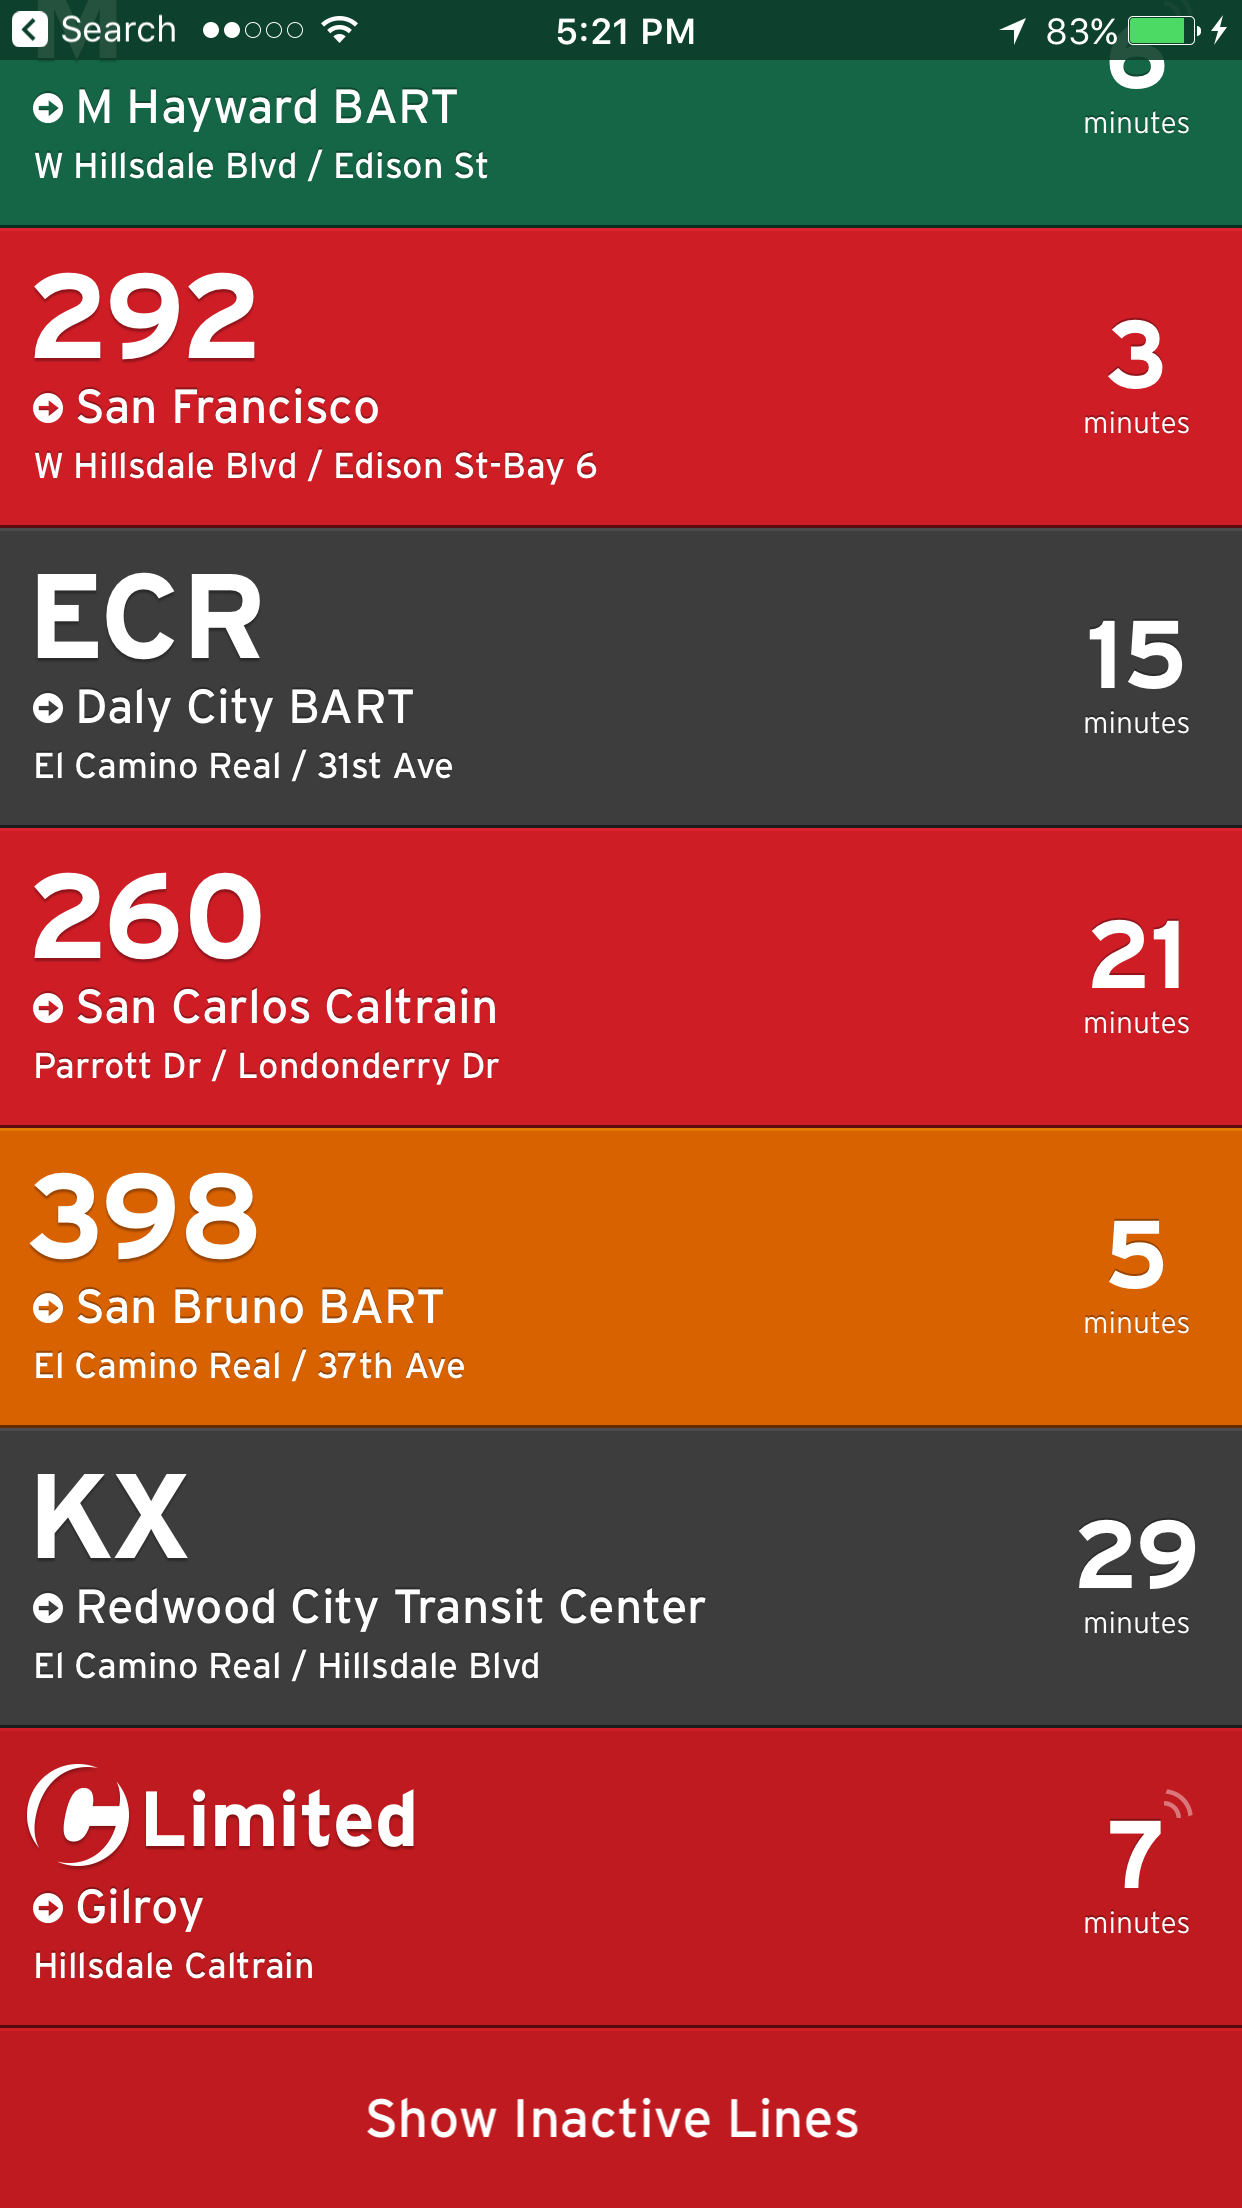 Search 5:21 PM 83%
M Hayward BART
minutes
W Hillsdale Blvd / Edison St
292
3
San Francisco
minutes
W Hillsdale Blvd / Edison St-Bay 6
ECR
15
Daly City BART
minutes
El Camino Real / 31st Ave
260
21
San Carlos Caltrain
minutes
Parrott Dr / Londonderry Dr
398
5
San Bruno BART
minutes
El Camino Real / 37th Ave
KX
29
Redwood City Transit Center
minutes
El Camino Real / Hillsdale Blvd
C Limited
7
Gilroy
minutes
Hillsdale Caltrain
Show Inactive Lines